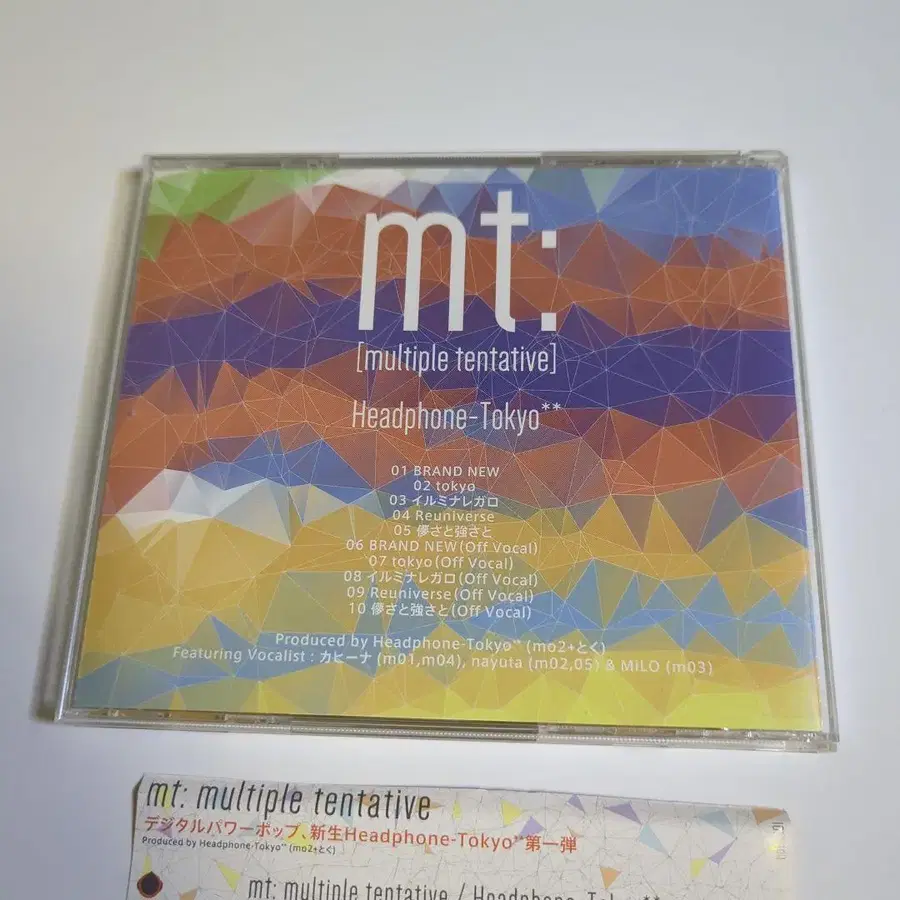 mt:
[multiple tentative]
Headphone-Tokyo**
01 BRAND NEW
02 tokyo
03 イルミナレガロ
04 Reuniverse
05 儚さと強さと
06 BRAND NEW(Off Vocal)
07 tokyo(Off Vocal)
08 イルミナレガロ(Off Vocal)
09 Reuniverse(Off Vocal)
10 儚さと強さと(Off Vocal)
Produced by Headphone-Tokyo** (mo2+とく)
Featuring Vocalist : カヒーナ (m01,m04), nayuta (m02,05) & MiLO (m03)
mt: multiple tentative
デジタルパワーポップ、新生Headphone-Tokyo**第一弾
Produced by Headphone-Tokyo** (mo2+とく)
mt: multiple tentative / Headphone-Tokyo**